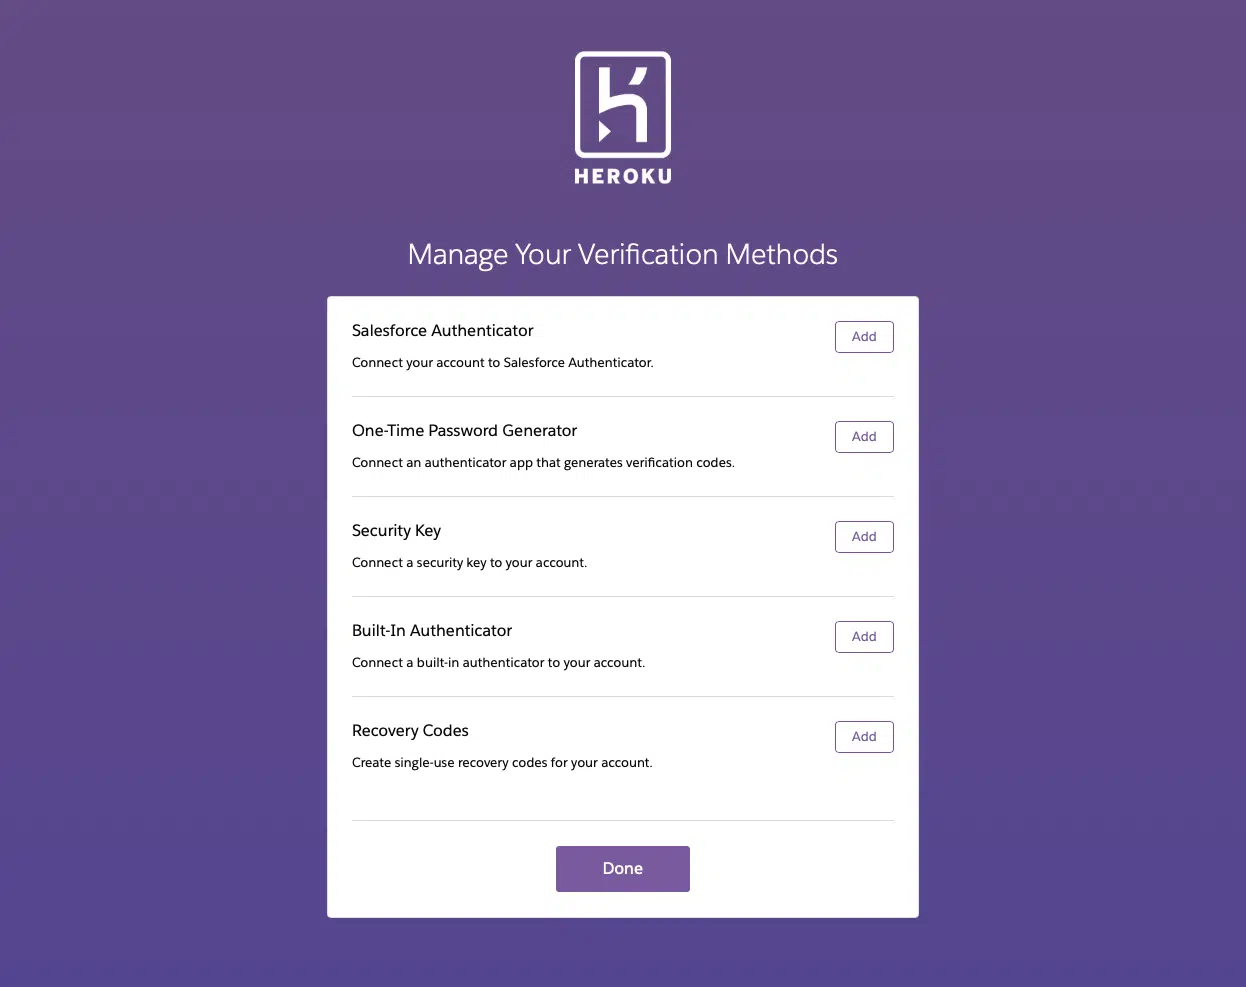 HEROKU
Manage Your Verification Methods
Salesforce Authenticator
Add
Connect your account to Salesforce Authenticator.
One-Time Password Generator
Add
Connect an authenticator app that generates verification codes.
Security Key
Add
Connect a security key to your account.
Built-In Authenticator
Add
Connect a built-in authenticator to your account.
Recovery Codes
Add
Create single-use recovery codes for your account.
Done